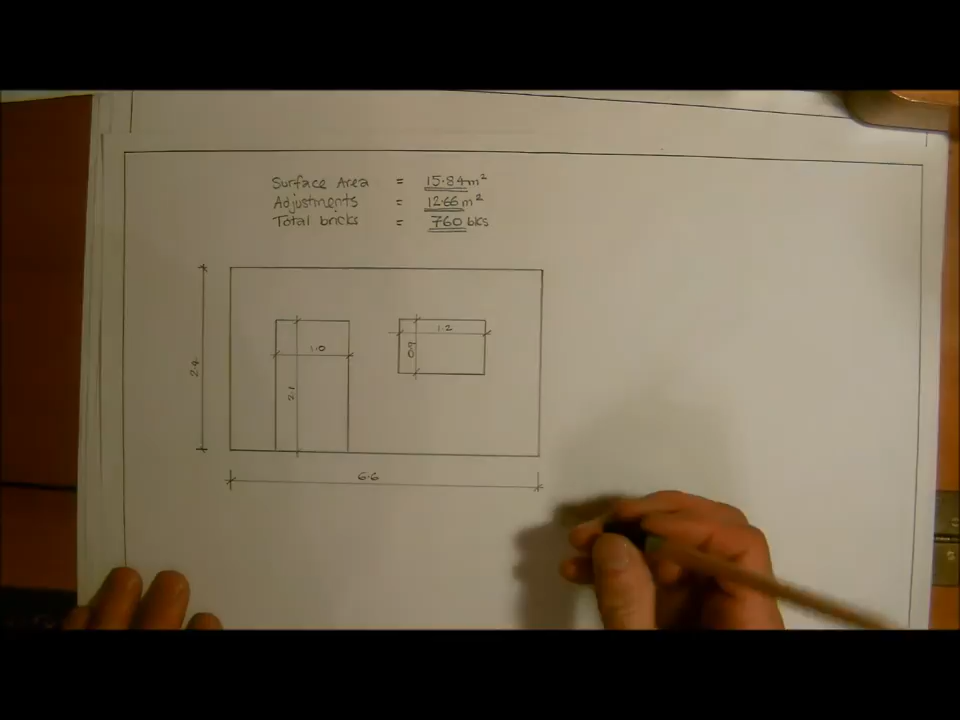 Surface Area = 15.84m²
Adjustments = 12.66m²
Total bricks = 760 bks
1.2
1.0
0.9
2.4
2.1
6.6